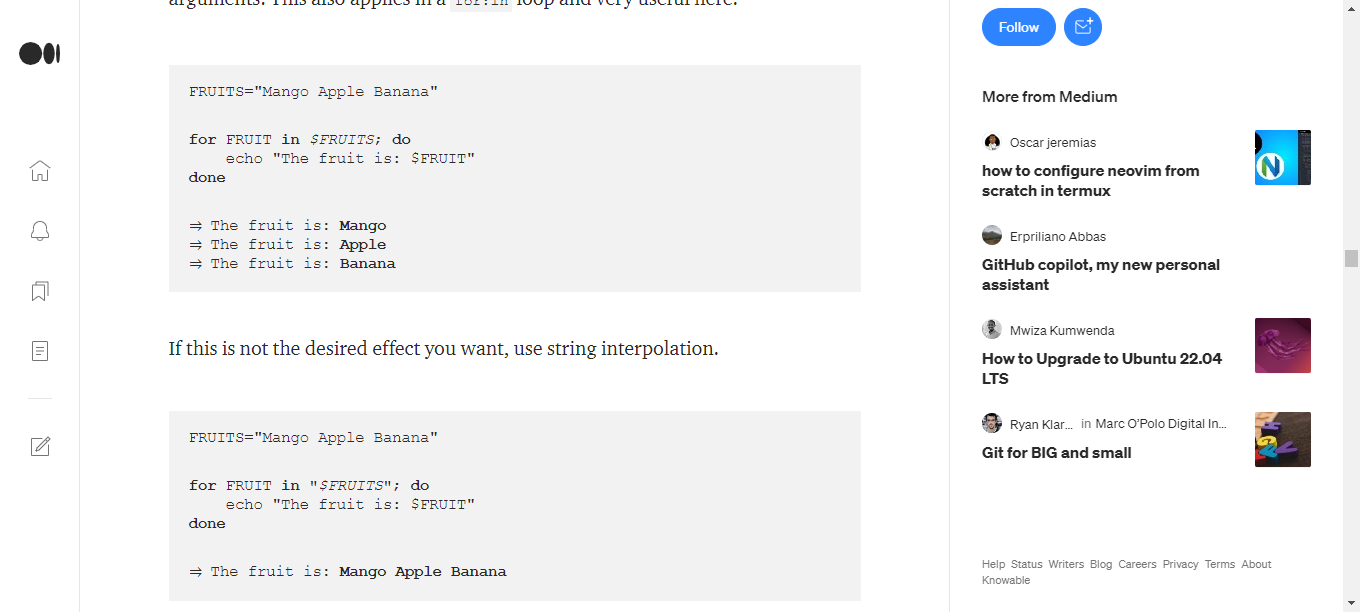 arguments. This also applies in a for:in loop and very useful here.
FRUITS="Mango Apple Banana"
for FRUIT in $FRUITS; do
echo "The fruit is: $FRUIT"
done
⇒ The fruit is: Mango
⇒ The fruit is: Apple
⇒ The fruit is: Banana
If this is not the desired effect you want, use string interpolation.
FRUITS="Mango Apple Banana"
for FRUIT in "$FRUITS"; do
echo "The fruit is: $FRUIT"
done
⇒ The fruit is: Mango Apple Banana
Follow
More from Medium
Oscar jeremias
how to configure neovim from
scratch in termux
Erpriliano Abbas
GitHub copilot, my new personal
assistant
Mwiza Kumwenda
How to Upgrade to Ubuntu 22.04
LTS
Ryan Klar... in Marc O'Polo Digital In...
Git for BIG and small
Help Status Writers Blog Careers Privacy Terms About
Knowable